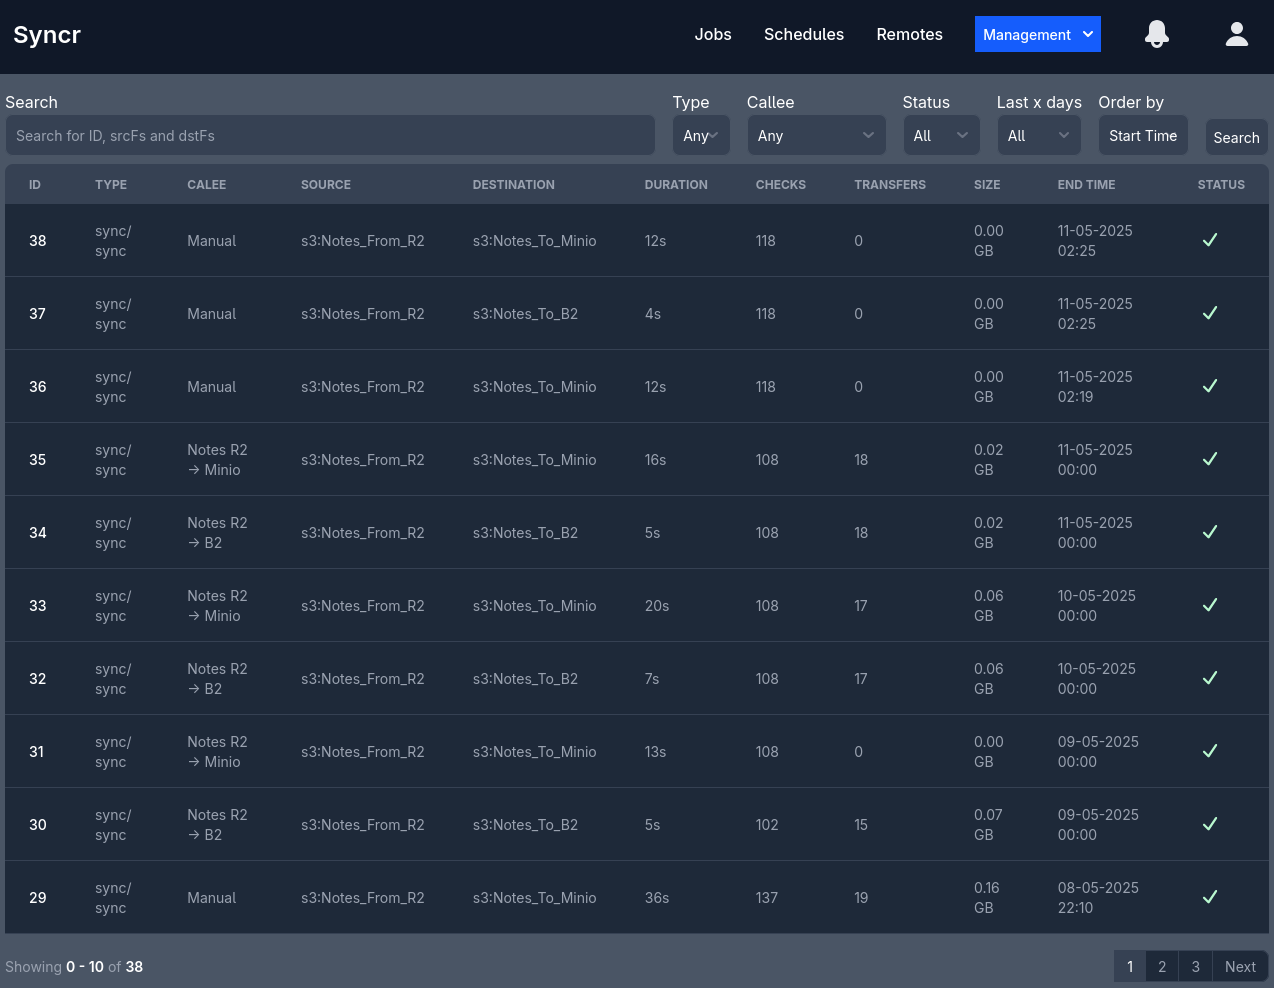 Syncr
Jobs Schedules Remotes Management
Search Type Callee Status Last x days Order by
Search for ID, srcFs and dstFs Any Any All All Start Time Search
ID TYPE CALEE SOURCE DESTINATION DURATION CHECKS TRANSFERS SIZE END TIME STATUS
38 sync/ sync Manual s3:Notes_From_R2 s3:Notes_To_Minio 12s 118 0 0.00 GB 11-05-2025 02:25
37 sync/ sync Manual s3:Notes_From_R2 s3:Notes_To_B2 4s 118 0 0.00 GB 11-05-2025 02:25
36 sync/ sync Manual s3:Notes_From_R2 s3:Notes_To_Minio 12s 118 0 0.00 GB 11-05-2025 02:19
35 sync/ sync Notes R2 → Minio s3:Notes_From_R2 s3:Notes_To_Minio 16s 108 18 0.02 GB 11-05-2025 00:00
34 sync/ sync Notes R2 → B2 s3:Notes_From_R2 s3:Notes_To_B2 5s 108 18 0.02 GB 11-05-2025 00:00
33 sync/ sync Notes R2 → Minio s3:Notes_From_R2 s3:Notes_To_Minio 20s 108 17 0.06 GB 10-05-2025 00:00
32 sync/ sync Notes R2 → B2 s3:Notes_From_R2 s3:Notes_To_B2 7s 108 17 0.06 GB 10-05-2025 00:00
31 sync/ sync Notes R2 → Minio s3:Notes_From_R2 s3:Notes_To_Minio 13s 108 0 0.00 GB 09-05-2025 00:00
30 sync/ sync Notes R2 → B2 s3:Notes_From_R2 s3:Notes_To_B2 5s 102 15 0.07 GB 09-05-2025 00:00
29 sync/ sync Manual s3:Notes_From_R2 s3:Notes_To_Minio 36s 137 19 0.16 GB 08-05-2025 22:10
Showing 0 - 10 of 38 1 2 3 Next